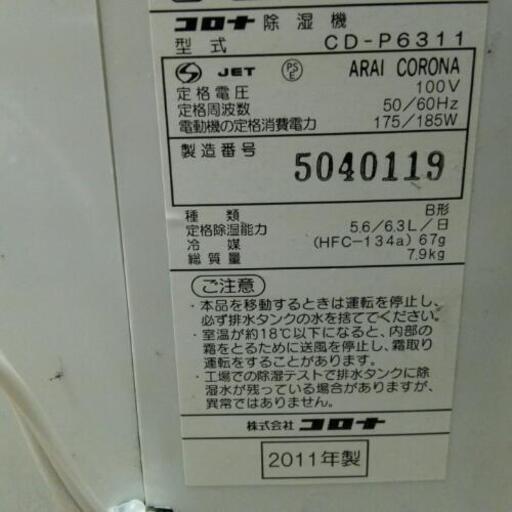 コロナ 除湿機
型式 CD-P6311
JET PSE ARAI CORONA
定格電圧 100V
定格周波数 50/60Hz
電動機の定格消費電力 175/185W
製造番号 5040119
種類 B形
定格除湿能力 5.6/6.3L/日
冷媒 (HFC-134a) 67g
総質量 7.9kg
ご注意
・本品を移動するときは運転を停止し、
必ず排水タンクの水を捨ててください。
・室温が約18℃以下になると、内部の
霜をとるために送風を停止し、霜取り
運転をすることがあります。
・工場での除湿テストで排水タンクに除
湿水が残っている場合がありますが、
異常ではありません。
株式会社 コロナ
2011年製